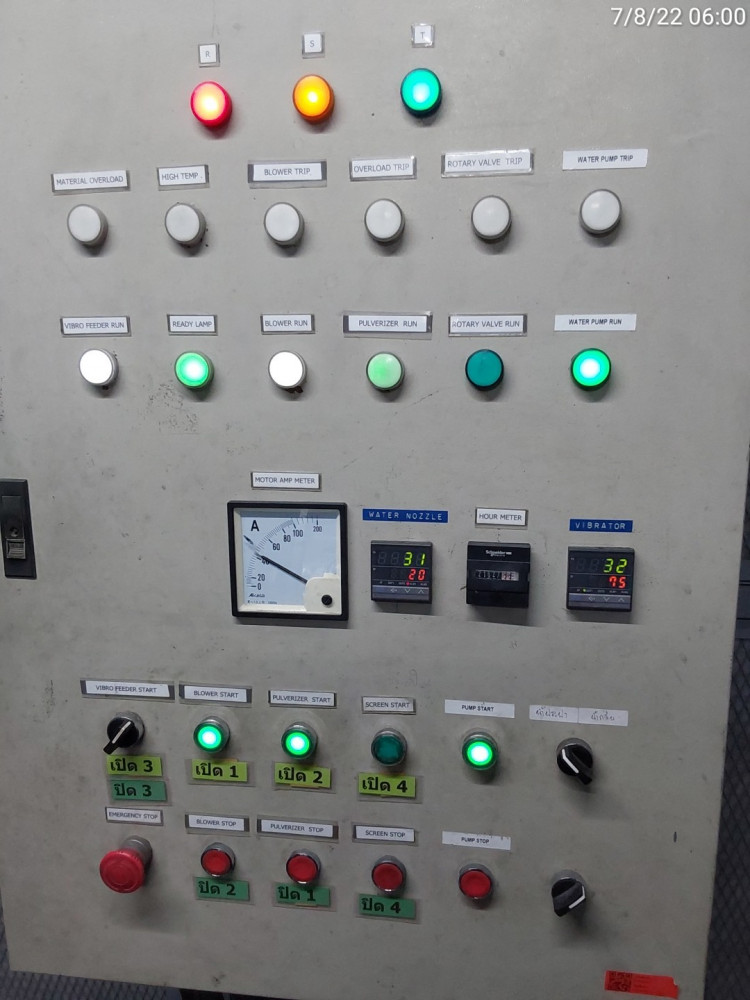 7/8/22 06:00
R
S
T
MATERIAL OVERLOAD
HIGH TEMP.
BLOWER TRIP
OVERLOAD TRIP
ROTARY VALVE TRIP
WATER PUMP TRIP
VIBRO FEEDER RUN
READY LAMP
BLOWER RUN
PULVERIZER RUN
ROTARY VALVE RUN
WATER PUMP RUN
MOTOR AMP METER
WATER NOZZLE
HOUR METER
VIBRATOR
A
0
20
40
60
80
100
200
31
20
Schneider
32
75
VIBRO FEEDER START
BLOWER START
PULVERIZER START
SCREEN START
PUMP START
เปิด 3
เปิด 1
เปิด 2
เปิด 4
ปิด 3
EMERGENCY STOP
BLOWER STOP
PULVERIZER STOP
SCREEN STOP
PUMP STOP
ปิด 2
ปิด 1
ปิด 4